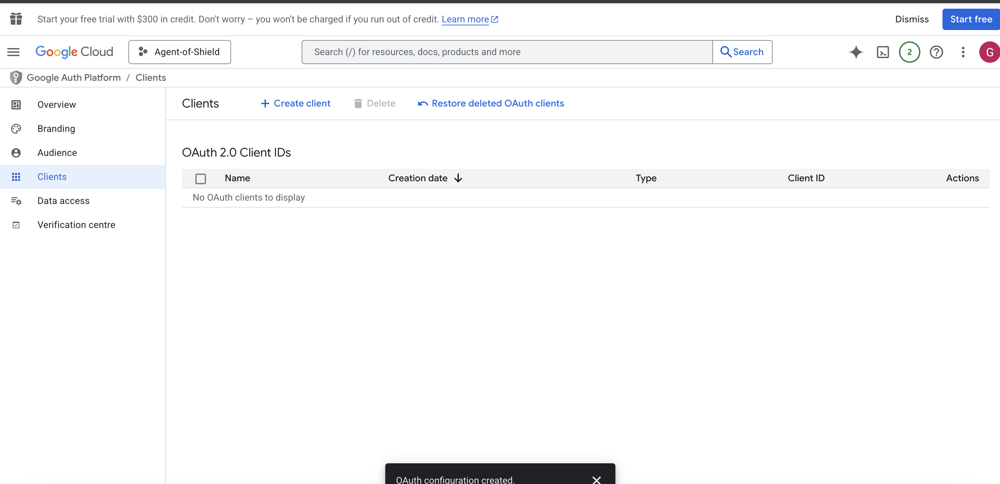 Start your free trial with $300 in credit. Don't worry – you won't be charged if you run out of credit. Learn more
Dismiss
Start free
Google Cloud
Agent-of-Shield
Search (/) for resources, docs, products and more
Search
2
G
Google Auth Platform / Clients
Overview
Branding
Audience
Clients
Data access
Verification centre
Clients
Create client
Delete
Restore deleted OAuth clients
OAuth 2.0 Client IDs
Name
Creation date
Type
Client ID
Actions
No OAuth clients to display
OAuth configuration created.